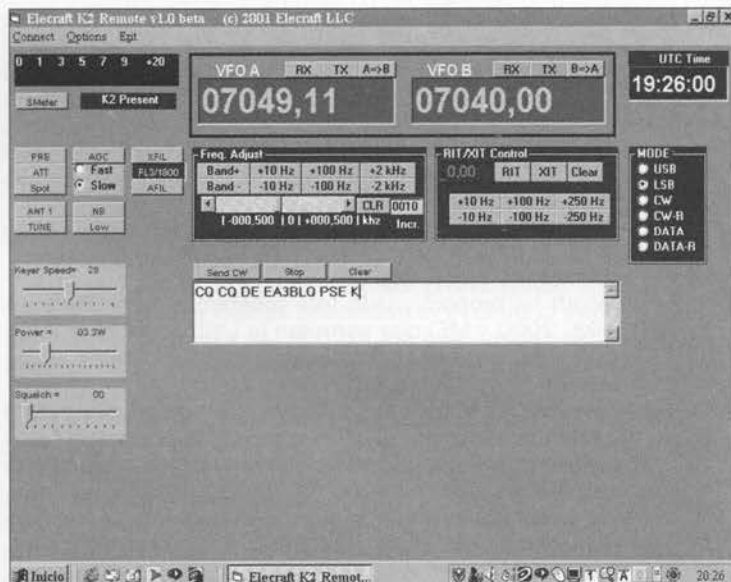 Elecraft K2 Remote v1.0 beta (c) 2001 Elecraft LLC
Connect Options Exit
0 1 3 5 7 9 +20
SMeter K2 Present
VFO A RX TX A=>B
07049,11
VFO B RX TX B=>A
07040,00
UTC Time
19:26:00
PRE AGC XFIL
ATT Fast FL3/1800
Spot Slow AFIL
ANT 1 NB
TUNE Low
Freq. Adjust
Band+ +10 Hz +100 Hz +2 kHz
Band- -10 Hz -100 Hz -2 kHz
CLR 0010
|-000,500 |0| +000,500| khz Incr.
RIT/XIT Control
0,00 RIT XIT Clear
+10 Hz +100 Hz +250 Hz
-10 Hz -100 Hz -250 Hz
MODE
USB
LSB
CW
CW-R
DATA
DATA-R
Keyer Speed= 29
Power = 03.3W
Squelch = 00
Send CW Stop Clear
CQ CQ DE EA3BLQ PSE K
Inicio Elecraft K2 Remot... 20:26